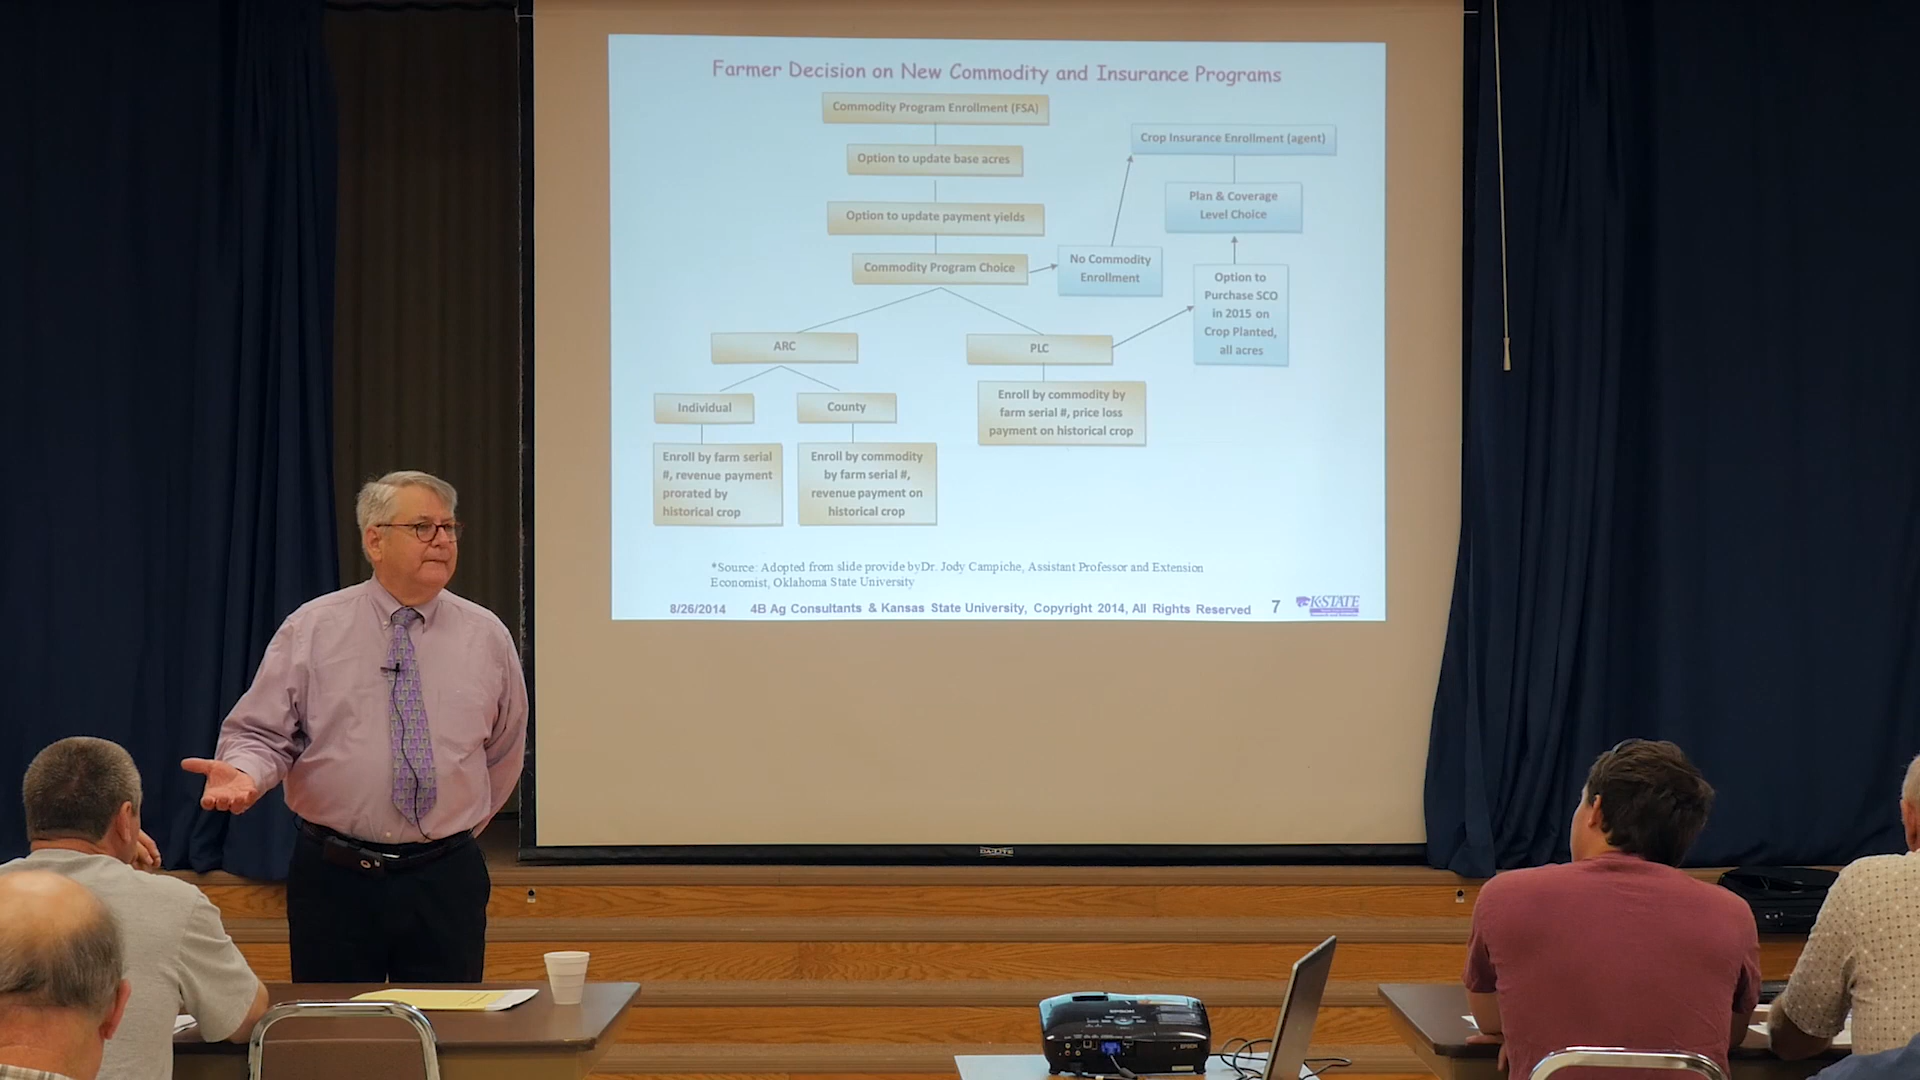 Farmer Decision on New Commodity and Insurance Programs
Commodity Program Enrollment (FSA)
Crop Insurance Enrollment (agent)
Option to update base acres
Plan & Coverage
Level Choice
Option to update payment yields
Commodity Program Choice
No Commodity
Enrollment
Option to
Purchase SCO
in 2015 on
Crop Planted,
all acres
ARC
PLC
Individual
County
Enroll by commodity by
farm serial #, price loss
payment on historical crop
Enroll by farm serial
#, revenue payment
prorated by
historical crop
Enroll by commodity
by farm serial #,
revenue payment on
historical crop
*Source: Adopted from slide provide byDr. Jody Campiche, Assistant Professor and Extension
Economist, Oklahoma State University
8/26/2014 4B Ag Consultants & Kansas State University, Copyright 2014, All Rights Reserved 7 K-STATE
DA-LITE
EPSON
EPSON